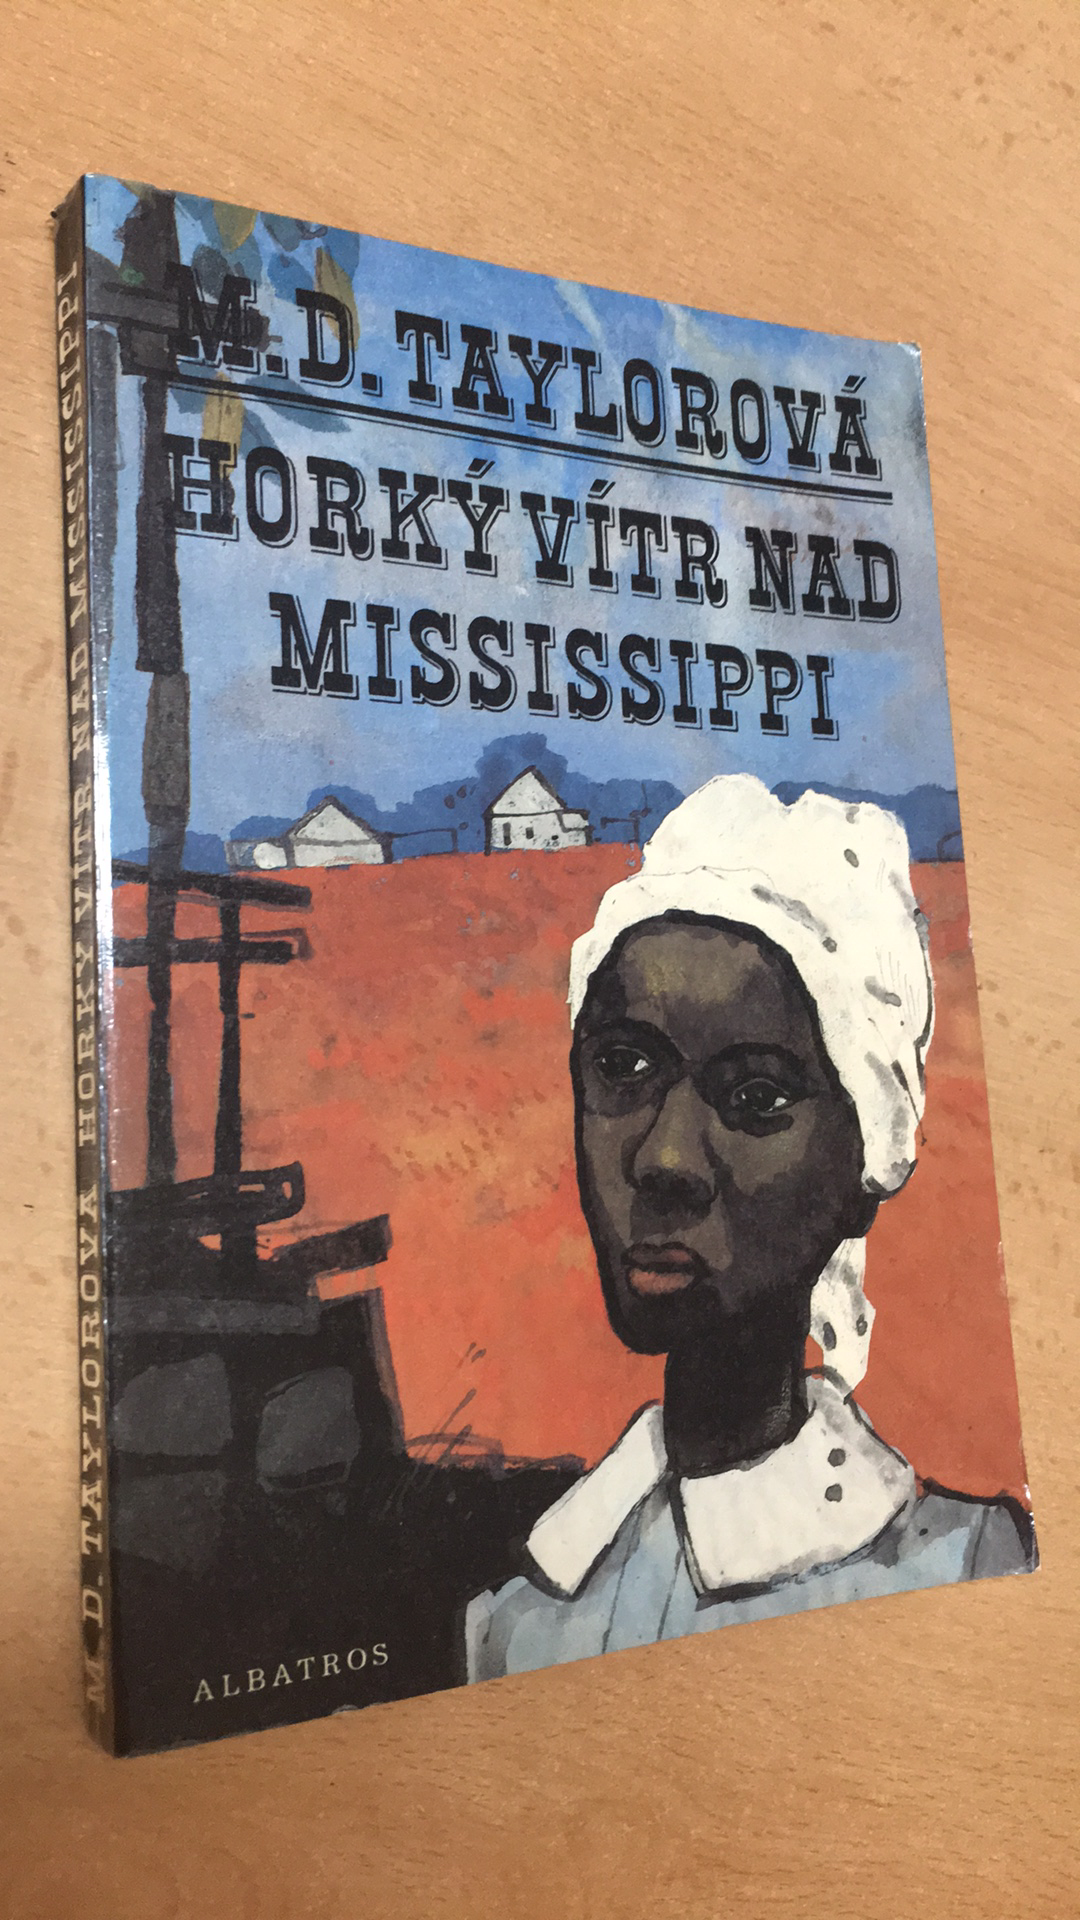 M.D. TAYLOROVÁ
HORKÝ VÍTR NAD
MISSISSIPPI
ALBATROS
M. D. TAYLOROVÁ HORKÝ VÍTR NAD MISSISSIPPI